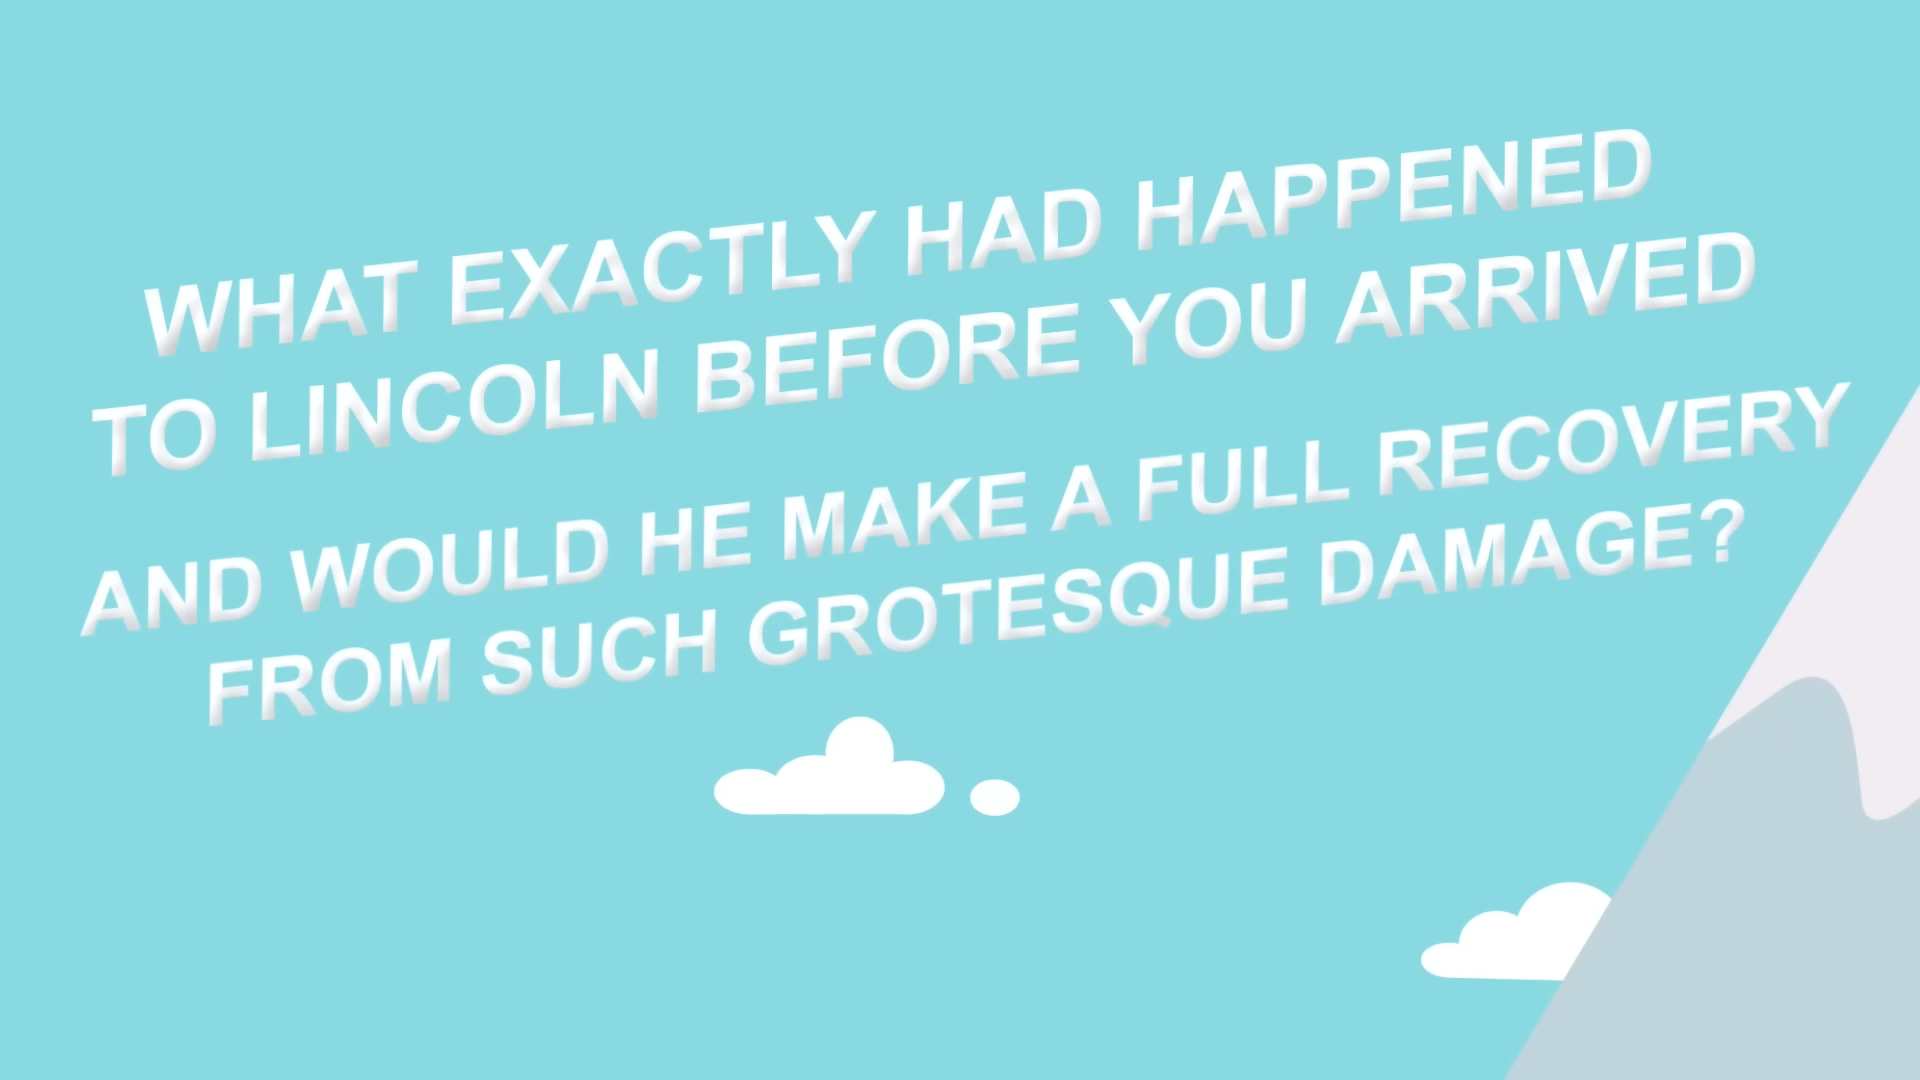 WHAT EXACTLY HAD HAPPENED
TO LINCOLN BEFORE YOU ARRIVED
AND WOULD HE MAKE A FULL RECOVERY
FROM SUCH GROTESQUE DAMAGE?